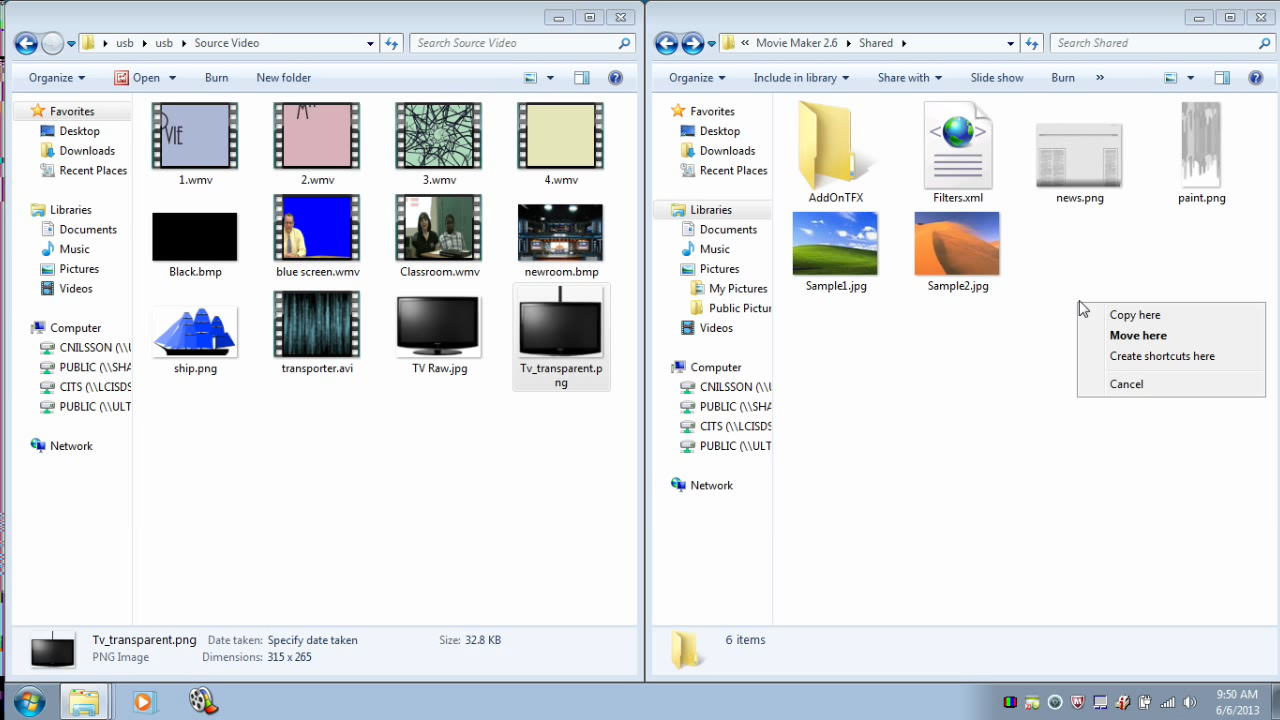 usb
usb
Source Video
Search Source Video
Organize
Open
Burn
New folder
Favorites
Desktop
Downloads
Recent Places
Libraries
Documents
Music
Pictures
Videos
Computer
CNILSSON (\\U
PUBLIC (\\SHA
CITS (\\LCISDS
PUBLIC (\\ULT
Network
VIE
1.wmv
2.wmv
3.wmv
4.wmv
Black.bmp
blue screen.wmv
Classroom.wmv
newroom.bmp
ship.png
transporter.avi
TV Raw.jpg
Tv_transparent.p
ng
Tv_transparent.png
Date taken: Specify date taken
Size: 32.8 KB
PNG Image
Dimensions: 315 x 265
Movie Maker 2.6
Shared
Search Shared
Organize
Include in library
Share with
Slide show
Burn
Favorites
Desktop
Downloads
Recent Places
Libraries
Documents
Music
Pictures
My Pictures
Public Pictur
Videos
Computer
CNILSSON (\\U
PUBLIC (\\SHA
CITS (\\LCISDS
PUBLIC (\\ULT
Network
AddOnTFX
Filters.xml
news.png
paint.png
Sample1.jpg
Sample2.jpg
Copy here
Move here
Create shortcuts here
Cancel
6 items
9:50 AM
6/6/2013